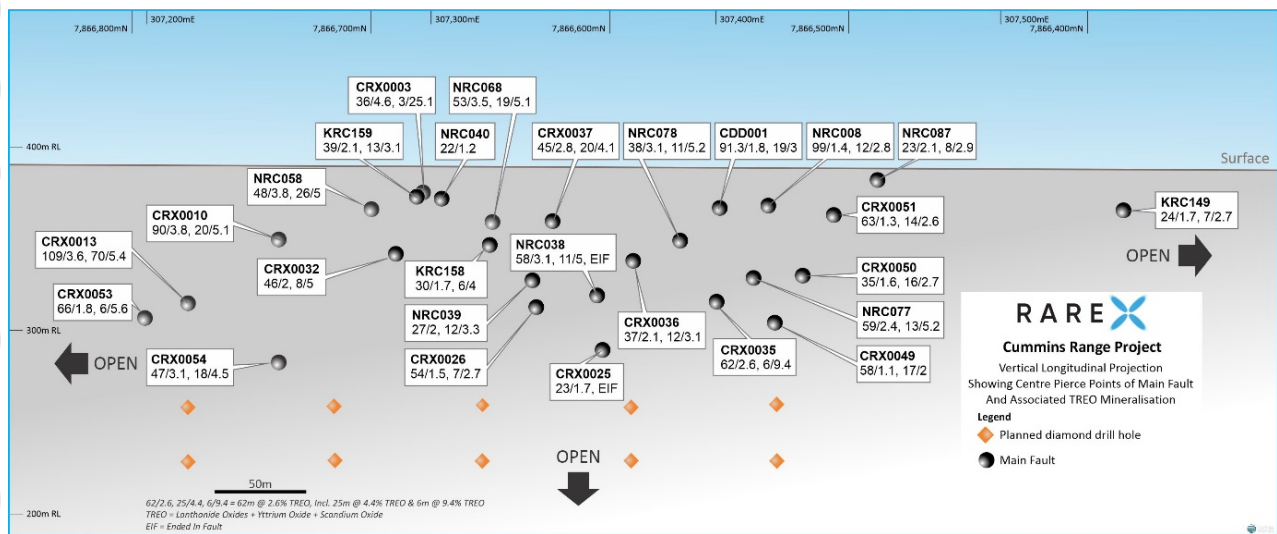 307,200mE
307,300mE
307,400mE
307,500mE
7,866,800mN
7,866,700mN
7,866,600mN
7,866,500mN
7,866,400mN
400m RL
300m RL
200m RL
Surface
CRX0003
36/4.6, 3/25.1
NRC068
53/3.5, 19/5.1
KRC159
39/2.1, 13/3.1
NRC040
22/1.2
CRX0037
45/2.8, 20/4.1
NRC078
38/3.1, 11/5.2
CDD001
91.3/1.8, 19/3
NRC008
99/1.4, 12/2.8
NRC087
23/2.1, 8/2.9
NRC058
48/3.8, 26/5
CRX0010
90/3.8, 20/5.1
CRX0013
109/3.6, 70/5.4
CRX0053
66/1.8, 6/5.6
CRX0054
47/3.1, 18/4.5
CRX0032
46/2, 8/5
KRC158
30/1.7, 6/4
NRC038
58/3.1, 11/5, EIF
NRC039
27/2, 12/3.3
CRX0026
54/1.5, 7/2.7
CRX0025
23/1.7, EIF
CRX0036
37/2.1, 12/3.1
CRX0035
62/2.6, 6/9.4
CRX0051
63/1.3, 14/2.6
CRX0050
35/1.6, 16/2.7
NRC077
59/2.4, 13/5.2
CRX0049
58/1.1, 17/2
KRC149
24/1.7, 7/2.7
OPEN
OPEN
OPEN
RAREX
Cummins Range Project
Vertical Longitudinal Projection
Showing Centre Pierce Points of Main Fault
And Associated TREO Mineralisation
Legend
Planned diamond drill hole
Main Fault
50m
62/2.6, 25/4.4, 6/9.4 = 62m @ 2.6% TREO, Incl. 25m @ 4.4% TREO & 6m @ 9.4% TREO
TREO = Lanthanide Oxides + Yttrium Oxide + Scandium Oxide
EIF = Ended In Fault